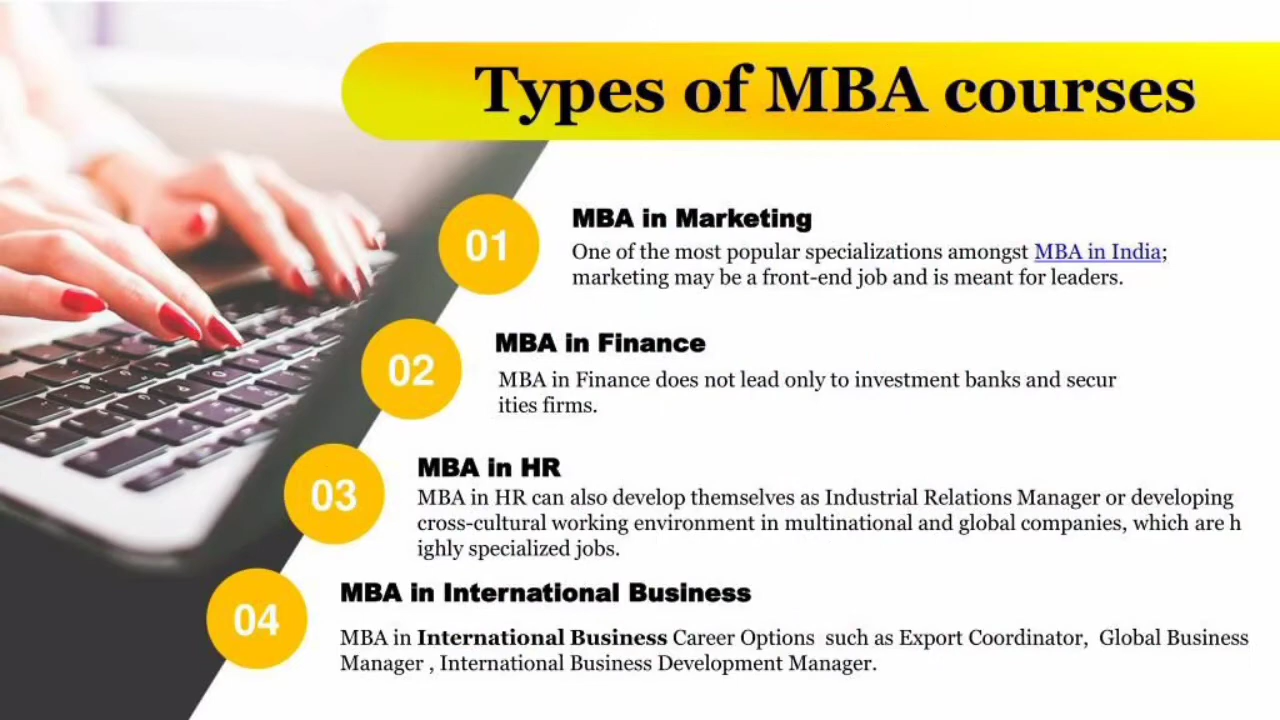 Types of MBA courses
01
MBA in Marketing
One of the most popular specializations amongst MBA in India;
marketing may be a front-end job and is meant for leaders.
02
MBA in Finance
MBA in Finance does not lead only to investment banks and secur
ities firms.
03
MBA in HR
MBA in HR can also develop themselves as Industrial Relations Manager or developing
cross-cultural working environment in multinational and global companies, which are h
ighly specialized jobs.
04
MBA in International Business
MBA in International Business Career Options  such as Export Coordinator,  Global Business
Manager , International Business Development Manager.